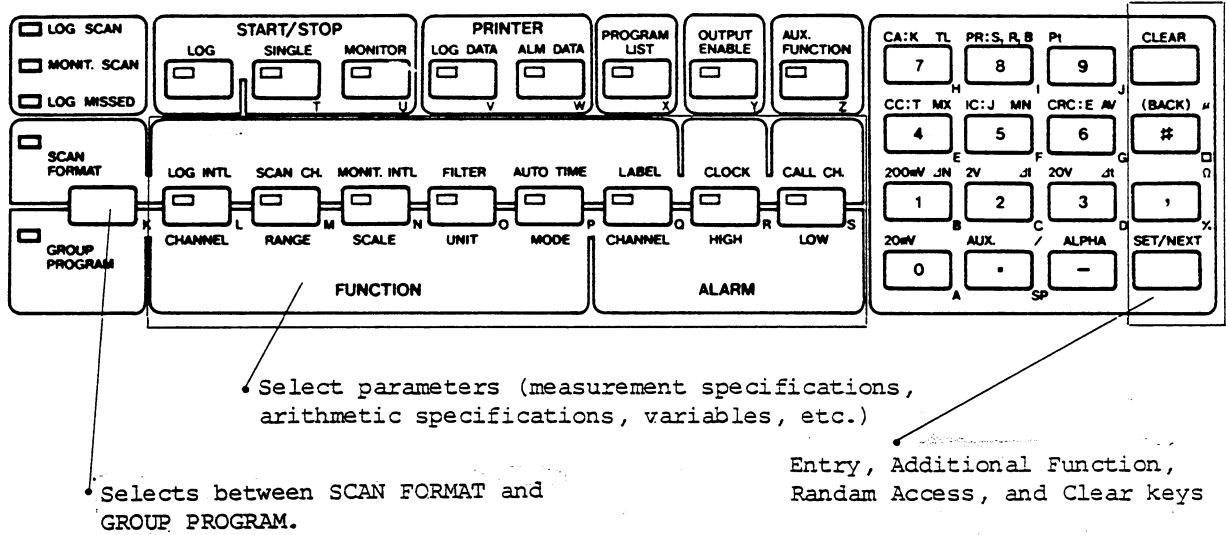 LOG SCAN
MONIT. SCAN
LOG MISSED
START/STOP
LOG SINGLE MONITOR
T U
PRINTER
LOG DATA ALM DATA
V W
PROGRAM
LIST
X
OUTPUT
ENABLE
Y
AUX.
FUNCTION
Z
SCAN
FORMAT
GROUP
PROGRAM
LOG INTL SCAN CH. MONIT. INTL FILTER AUTO TIME LABEL CLOCK CALL CH.
K L M N O P Q R S
CHANNEL RANGE SCALE UNIT MODE CHANNEL HIGH LOW
FUNCTION ALARM
CA:K TL PR:S, R, B Pt CLEAR
7 8 9
H I J
CC:T MX IC:J MN CRC:E AV (BACK) μ
4 5 6 #
E F G □
Ω
200mV ⊿N 2V ⊿I 20V ⊿t
1 2 3 ,
B C D %
20mV AUX. / ALPHA SET/NEXT
0 . −
A SP
Select parameters (measurement specifications,
arithmetic specifications, variables, etc.)
Selects between SCAN FORMAT and
GROUP PROGRAM.
Entry, Additional Function,
Randam Access, and Clear keys